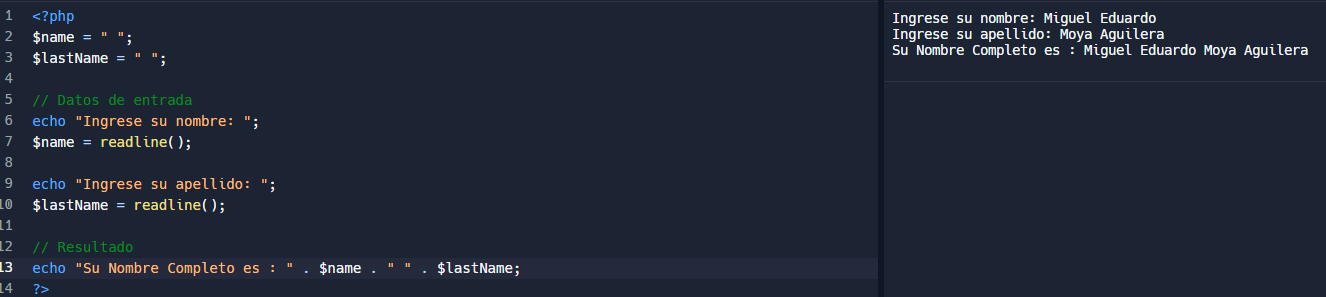 1 <?php
2 $name = " ";
3 $lastName = " ";
4
5 // Datos de entrada
6 echo "Ingrese su nombre: ";
7 $name = readline();
8
9 echo "Ingrese su apellido: ";
10 $lastName = readline();
11
12 // Resultado
13 echo "Su Nombre Completo es : " . $name . " " . $lastName;
14 ?>
Ingrese su nombre: Miguel Eduardo
Ingrese su apellido: Moya Aguilera
Su Nombre Completo es : Miguel Eduardo Moya Aguilera